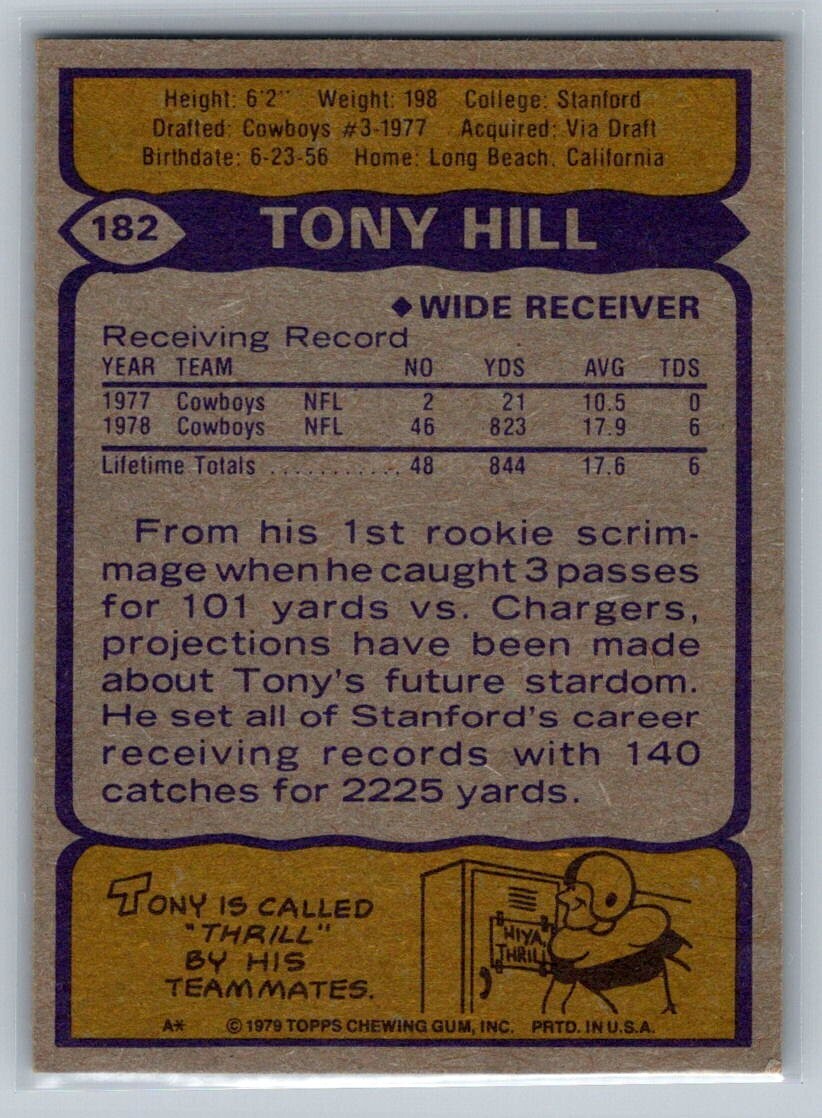 Height: 6'2" Weight: 198 College: Stanford
Drafted: Cowboys #3-1977 Acquired: Via Draft
Birthdate: 6-23-56 Home: Long Beach, California
182 TONY HILL
◆WIDE RECEIVER
Receiving Record
YEAR TEAM NO YDS AVG TDS
1977 Cowboys NFL 2 21 10.5 0
1978 Cowboys NFL 46 823 17.9 6
Lifetime Totals ........... 48 844 17.6 6
From his 1st rookie scrim-
mage when he caught 3 passes
for 101 yards vs. Chargers,
projections have been made
about Tony's future stardom.
He set all of Stanford's career
receiving records with 140
catches for 2225 yards.
TONY IS CALLED
"THRILL"
BY HIS
TEAMMATES.
HIYA,
THRILL
A* © 1979 TOPPS CHEWING GUM, INC. PRTD. IN U.S.A.